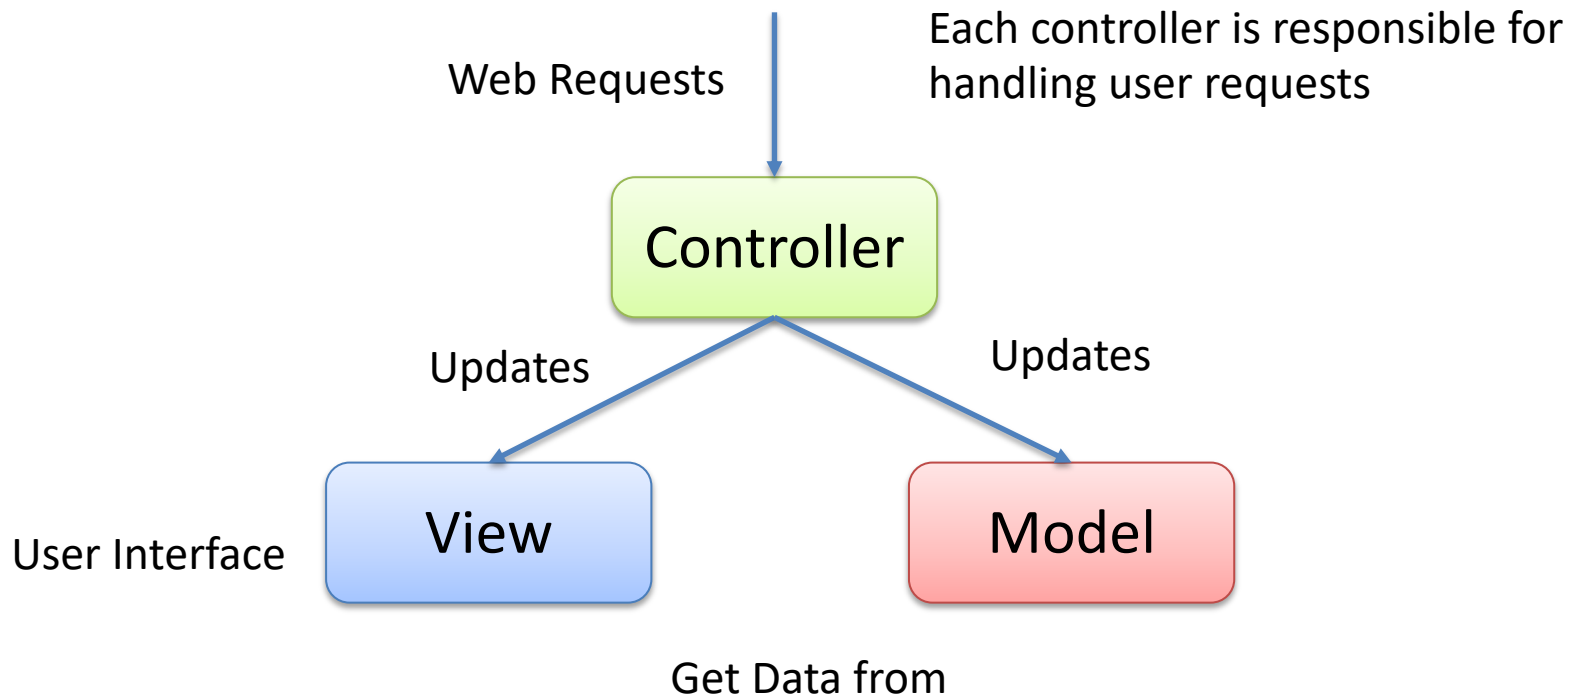 Each controller is responsible for
handling user requests
Web Requests
Controller
Updates
Updates
View
Model
User Interface
Get Data from